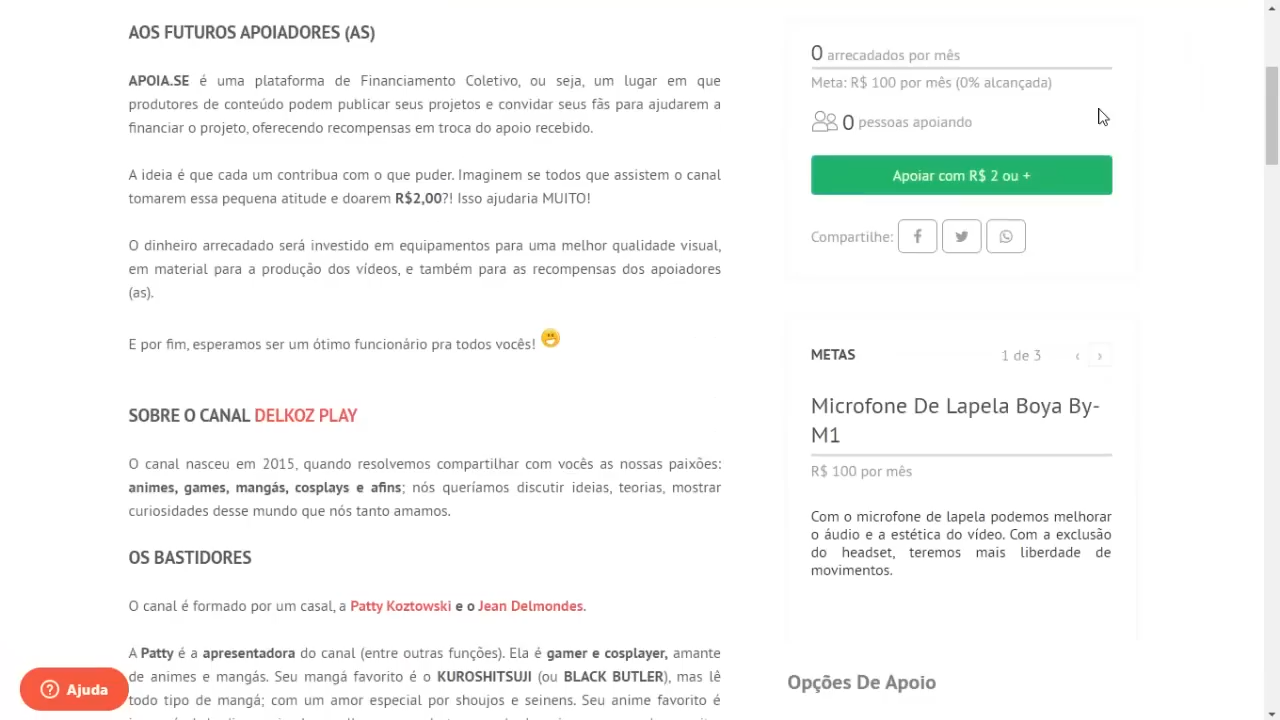 AOS FUTUROS APOIADORES (AS)
APOIA.SE é uma plataforma de Financiamento Coletivo, ou seja, um lugar em que
produtores de conteúdo podem publicar seus projetos e convidar seus fãs para ajudarem a
financiar o projeto, oferecendo recompensas em troca do apoio recebido.
A ideia é que cada um contribua com o que puder. Imaginem se todos que assistem o canal
tomarem essa pequena atitude e doarem R$2,00?! Isso ajudaria MUITO!
O dinheiro arrecadado será investido em equipamentos para uma melhor qualidade visual,
em material para a produção dos vídeos, e também para as recompensas dos apoiadores
(as).
E por fim, esperamos ser um ótimo funcionário pra todos vocês!
SOBRE O CANAL DELKOZ PLAY
O canal nasceu em 2015, quando resolvemos compartilhar com vocês as nossas paixões:
animes, games, mangás, cosplays e afins; nós queríamos discutir ideias, teorias, mostrar
curiosidades desse mundo que nós tanto amamos.
OS BASTIDORES
O canal é formado por um casal, a Patty Koztowski e o Jean Delmondes.
A Patty é a apresentadora do canal (entre outras funções). Ela é gamer e cosplayer, amante
de animes e mangás. Seu mangá favorito é o KUROSHITSUJI (ou BLACK BUTLER), mas lê
todo tipo de mangá; com um amor especial por shoujos e seinens. Seu anime favorito é
Ajuda
0 arrecadados por mês
Meta: R$ 100 por mês (0% alcançada)
0 pessoas apoiando
Apoiar com R$ 2 ou +
Compartilhe:
METAS 1 de 3 ‹ ›
Microfone De Lapela Boya By-
M1
R$ 100 por mês
Com o microfone de lapela podemos melhorar
o áudio e a estética do vídeo. Com a exclusão
do headset, teremos mais liberdade de
movimentos.
Opções De Apoio